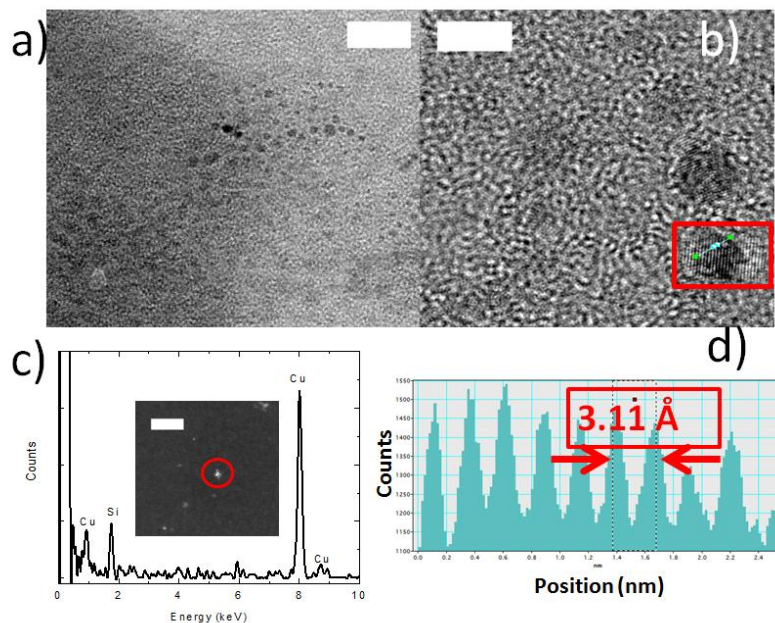 a)
b)
c)
Counts
Cu
Si
Cu
Cu
0
2
4
6
8
10
Energy (keV)
d)
Counts
1550
1500
1450
1400
1350
1300
1250
1200
1150
1100
3.11 Å
0.0
0.2
0.4
0.6
0.8
1.0
1.2
1.4
1.6
1.8
2.0
2.2
2.4
nm
Position (nm)